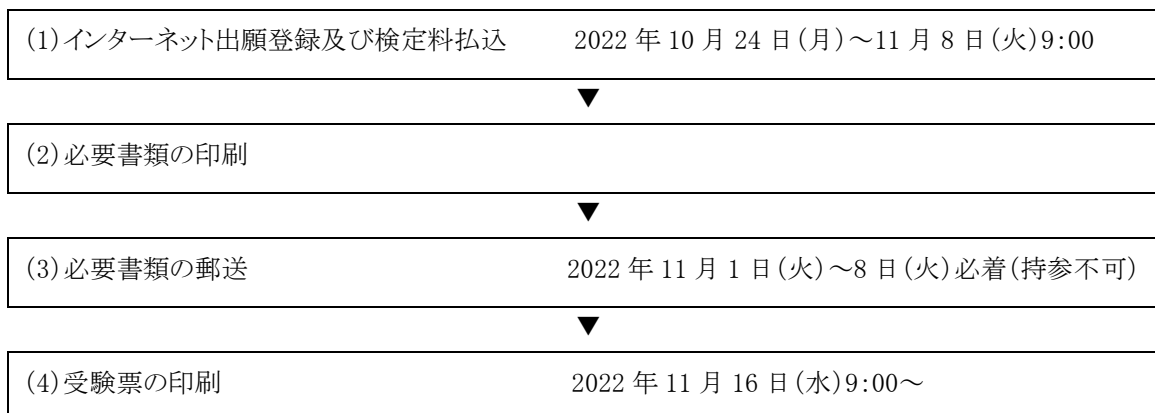 (1)インターネット出願登録及び検定料払込 2022 年 10 月 24 日(月)～11 月 8 日(火)9:00
▼
(2)必要書類の印刷
▼
(3)必要書類の郵送 2022 年 11 月 1 日(火)～8 日(火)必着(持参不可)
▼
(4)受験票の印刷 2022 年 11 月 16 日(水)9:00～